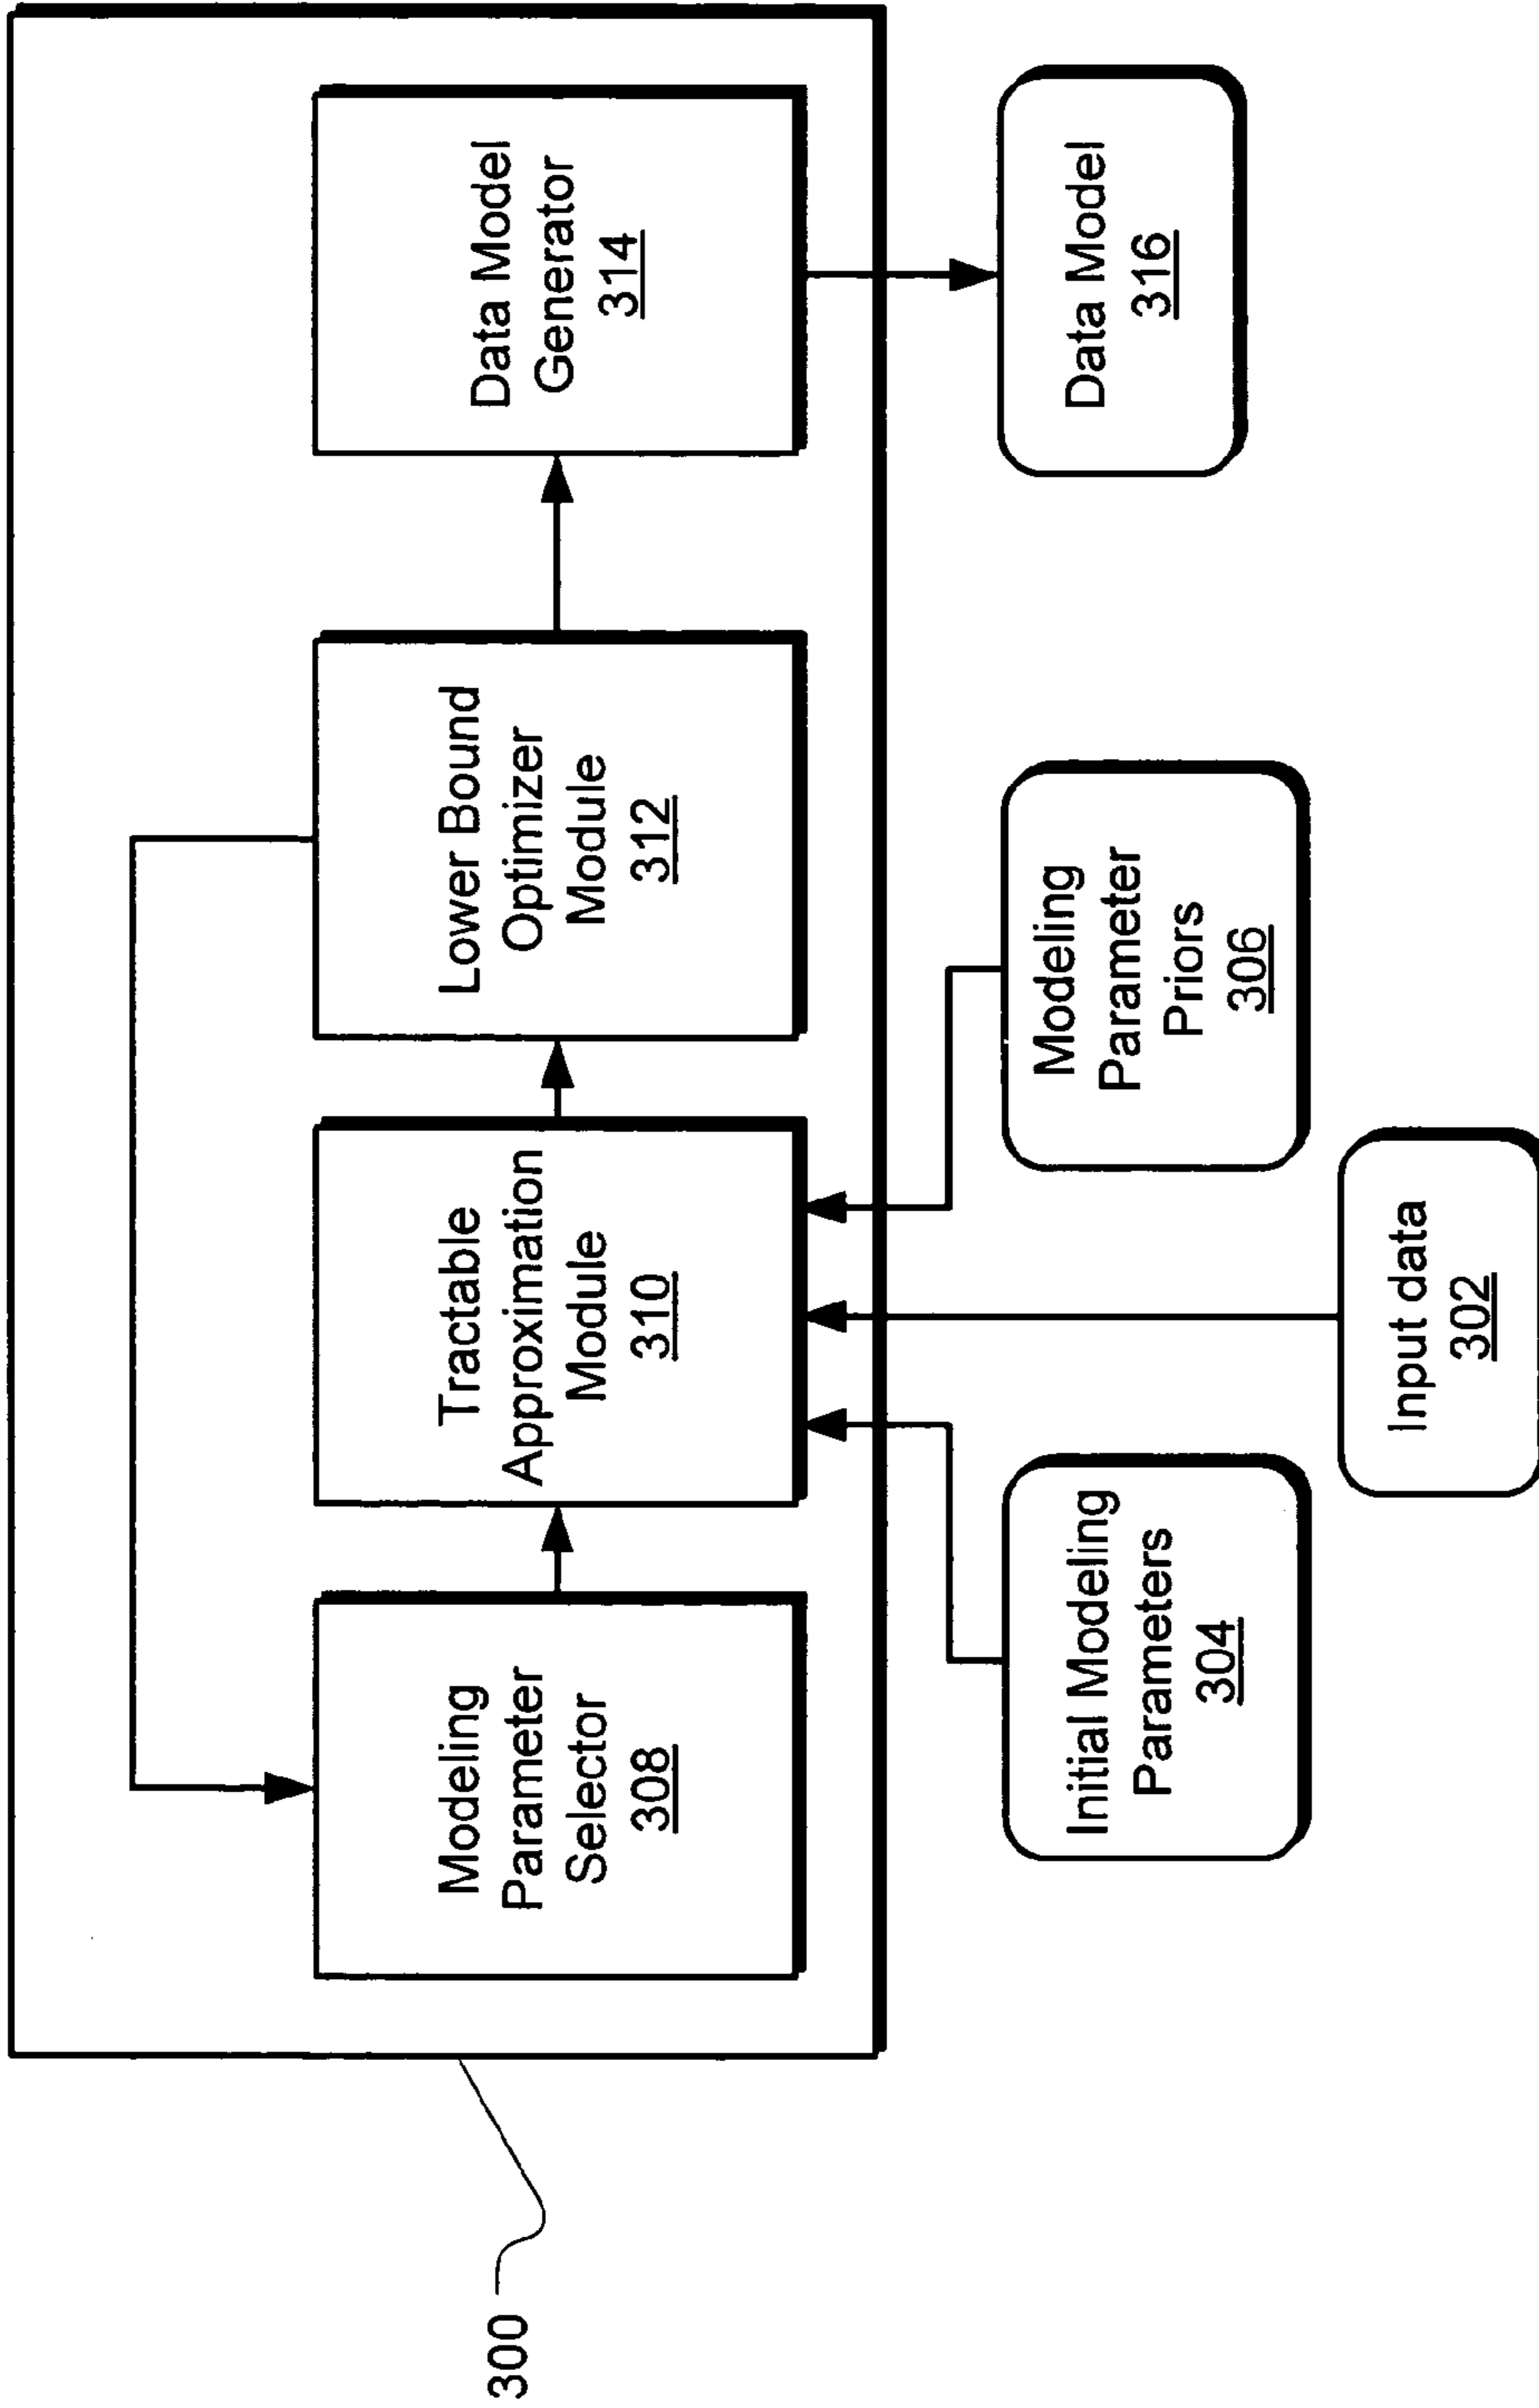 300
Modeling
Parameter
Selector
308
Tractable
Approximation
Module
310
Lower Bound
Optimizer
Module
312
Data Model
Generator
314
Initial Modeling
Parameters
304
Input data
302
Modeling
Parameter
Priors
306
Data Model
316